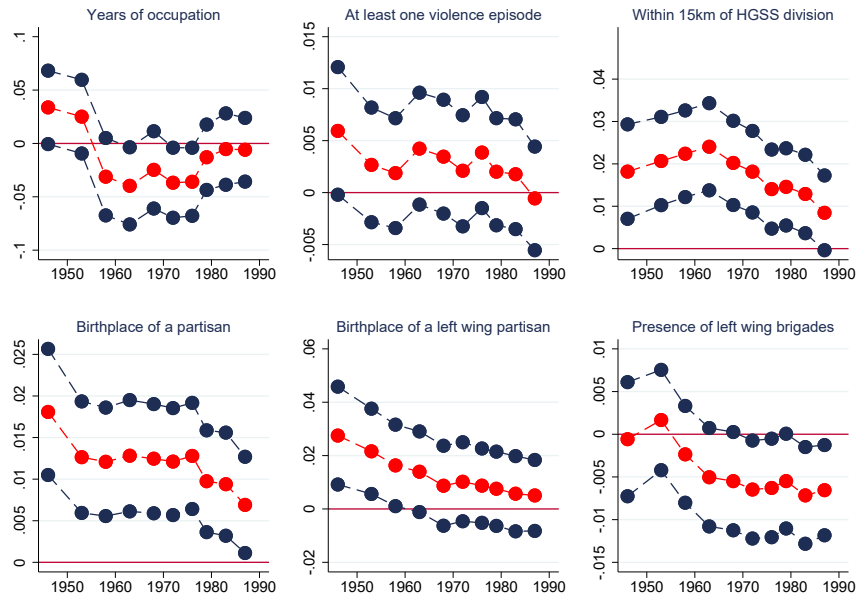 Years of occupation
.1
.05
0
-.05
-.1
1950 1960 1970 1980 1990
At least one violence episode
.015
.01
.005
0
-.005
1950 1960 1970 1980 1990
Within 15km of HGSS division
.04
.03
.02
.01
0
1950 1960 1970 1980 1990
Birthplace of a partisan
.025
.02
.015
.01
.005
0
1950 1960 1970 1980 1990
Birthplace of a left wing partisan
.06
.04
.02
0
-.02
1950 1960 1970 1980 1990
Presence of left wing brigades
.01
.005
0
-.005
-.01
-.015
1950 1960 1970 1980 1990